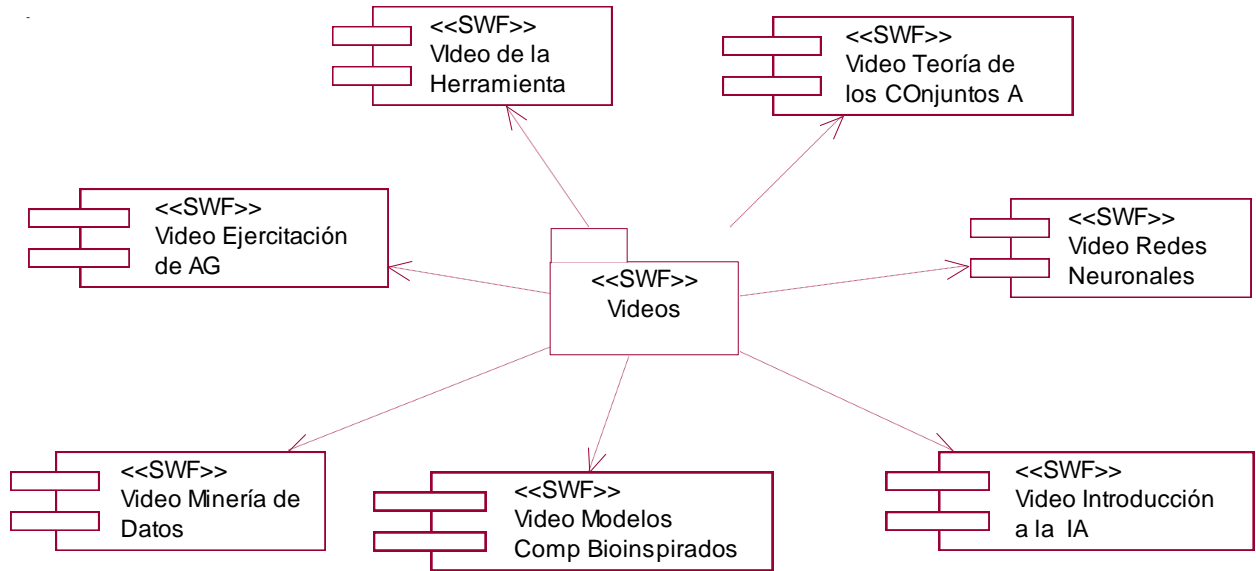 <<SWF>>
VIdeo de la
Herramienta
<<SWF>>
Video Teoría de
los COnjuntos A
<<SWF>>
Video Ejercitación
de AG
<<SWF>>
Videos
<<SWF>>
Video Redes
Neuronales
<<SWF>>
Video Minería de
Datos
<<SWF>>
Video Modelos
Comp Bioinspirados
<<SWF>>
Video Introducción
a la IA